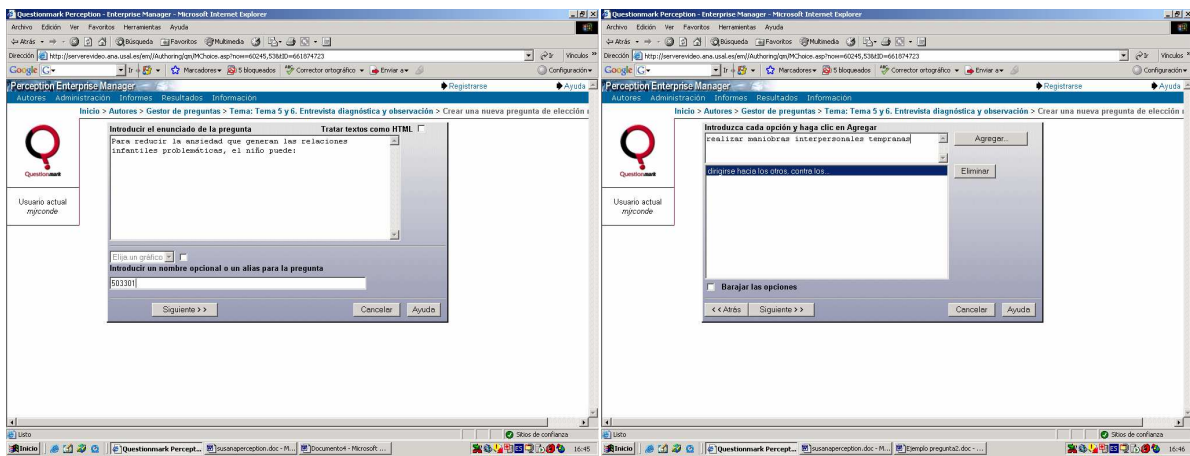 Questionmark Perception - Enterprise Manager - Microsoft Internet Explorer
Archivo Edición Ver Favoritos Herramientas Ayuda
Atrás Búsqueda Favoritos Multimedia
Dirección http://serverevideo.ana.usal.es/em//Authoring/qm/MChoice.asp?now=60245,53&tID=661874723 Ir Vínculos »
Google G Ir Marcadores 5 bloqueados Corrector ortográfico Enviar a Configuración
Perception Enterprise Manager Registrarse Ayuda
Autores Administración Informes Resultados Información
Inicio > Autores > Gestor de preguntas > Tema: Tema 5 y 6. Entrevista diagnóstica y observación > Crear una nueva pregunta de elección
Introducir el enunciado de la pregunta Tratar textos como HTML
Para reducir la ansiedad que generan las relaciones
infantiles problemáticas, el niño puede:
Questionmark
Usuario actual
mjrconde
Elija un gráfico
Introducir un nombre opcional o un alias para la pregunta
503301
Siguiente >> Cancelar Ayuda
Listo Sitios de confianza
Inicio Questionmark Percept... susanaperception.doc - M... Documento4 - Microsoft ... 16:45
Questionmark Perception - Enterprise Manager - Microsoft Internet Explorer
Archivo Edición Ver Favoritos Herramientas Ayuda
Atrás Búsqueda Favoritos Multimedia
Dirección http://serverevideo.ana.usal.es/em//Authoring/qm/MChoice.asp?now=60245,53&tID=661874723 Ir Vínculos »
Google G Ir Marcadores 5 bloqueados Corrector ortográfico Enviar a Configuración
Perception Enterprise Manager Registrarse Ayuda
Autores Administración Informes Resultados Información
Inicio > Autores > Gestor de preguntas > Tema: Tema 5 y 6. Entrevista diagnóstica y observación > Crear una nueva pregunta de elección
Introduzca cada opción y haga clic en Agregar
realizar maniobras interpersonales tempranas Agregar...
dirigirse hacia los otros, contra los... Eliminar
Questionmark
Usuario actual
mjrconde
Barajar las opciones
<< Atrás Siguiente >> Cancelar Ayuda
Listo Sitios de confianza
Inicio Questionmark Percept... susanaperception.doc - M... Ejemplo pregunta2.doc - ... 16:46